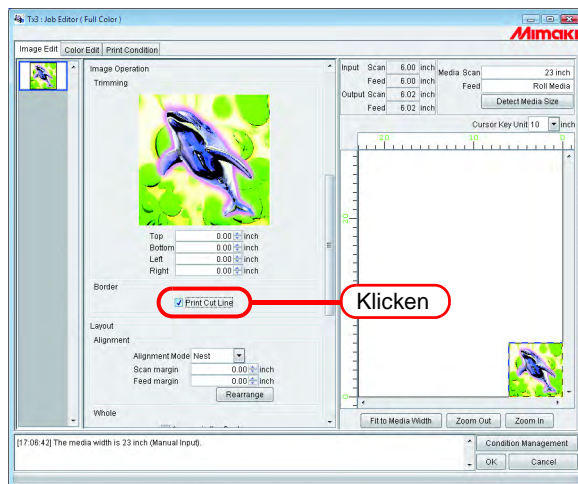 Tx3 : Job Editor ( Full Color )
Mimaki
Image Edit Color Edit Print Condition
Image Operation
Trimming
Top 0.00 inch
Bottom 0.00 inch
Left 0.00 inch
Right 0.00 inch
Border
Print Cut Line
Klicken
Layout
Alignment
Alignment Mode Nest
Scan margin 0.00 inch
Feed margin 0.00 inch
Rearrange
Whole
Input Scan 6.00 inch
Feed 6.00 inch
Output Scan 6.02 inch
Feed 6.02 inch
Media Scan 23 inch
Feed Roll Media
Detect Media Size
Cursor Key Unit 10 inch
20 10 0
20
0
Fit to Media Width Zoom Out Zoom In
[17:06:42] The media width is 23 inch (Manual Input).
Condition Management
OK Cancel